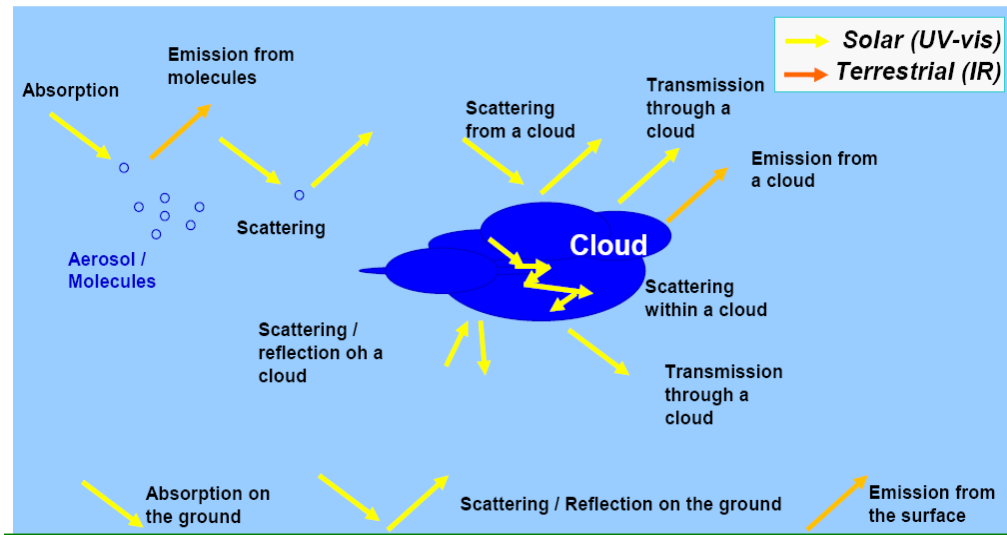 Solar (UV-vis)
Terrestrial (IR)
Emission from
molecules
Absorption
Scattering
from a cloud
Transmission
through a
cloud
Emission from
a cloud
Scattering
Aerosol /
Molecules
Cloud
Scattering
within a cloud
Scattering /
reflection oh a
cloud
Transmission
through a
cloud
Absorption on
the ground
Scattering / Reflection on the ground
Emission from
the surface